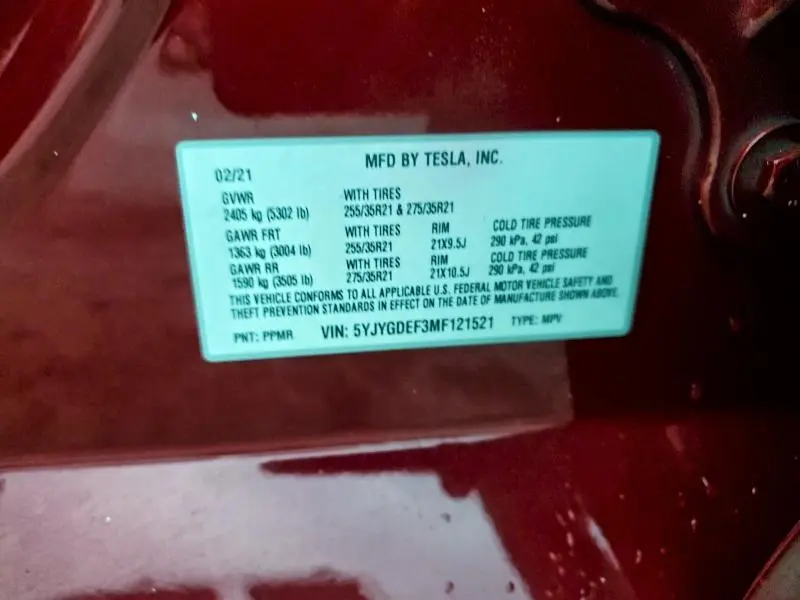 MFD BY TESLA, INC.
02/21
GVWR WITH TIRES
2405 kg (5302 lb) 255/35R21 & 275/35R21
GAWR FRT WITH TIRES RIM COLD TIRE PRESSURE
1363 kg (3004 lb) 255/35R21 21X9.5J 290 kPa, 42 psi
GAWR RR WITH TIRES RIM COLD TIRE PRESSURE
1590 kg (3505 lb) 275/35R21 21X10.5J 290 kPa, 42 psi
THIS VEHICLE CONFORMS TO ALL APPLICABLE U.S. FEDERAL MOTOR VEHICLE SAFETY AND
THEFT PREVENTION STANDARDS IN EFFECT ON THE DATE OF MANUFACTURE SHOWN ABOVE.
PNT: PPMR VIN: 5YJYGDEF3MF121521 TYPE: MPV